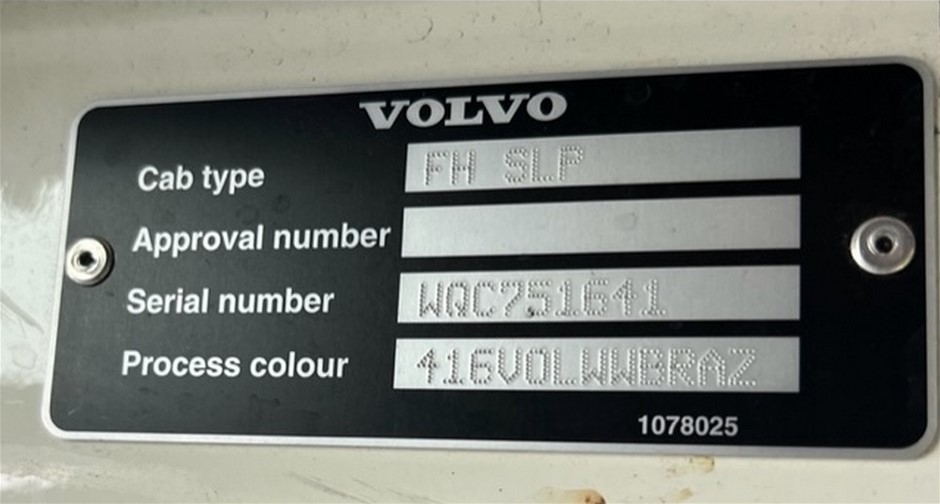 VOLVO
Cab type FH SLP
Approval number
Serial number WQC751641
Process colour 416VOLWWBRAZ
1078025